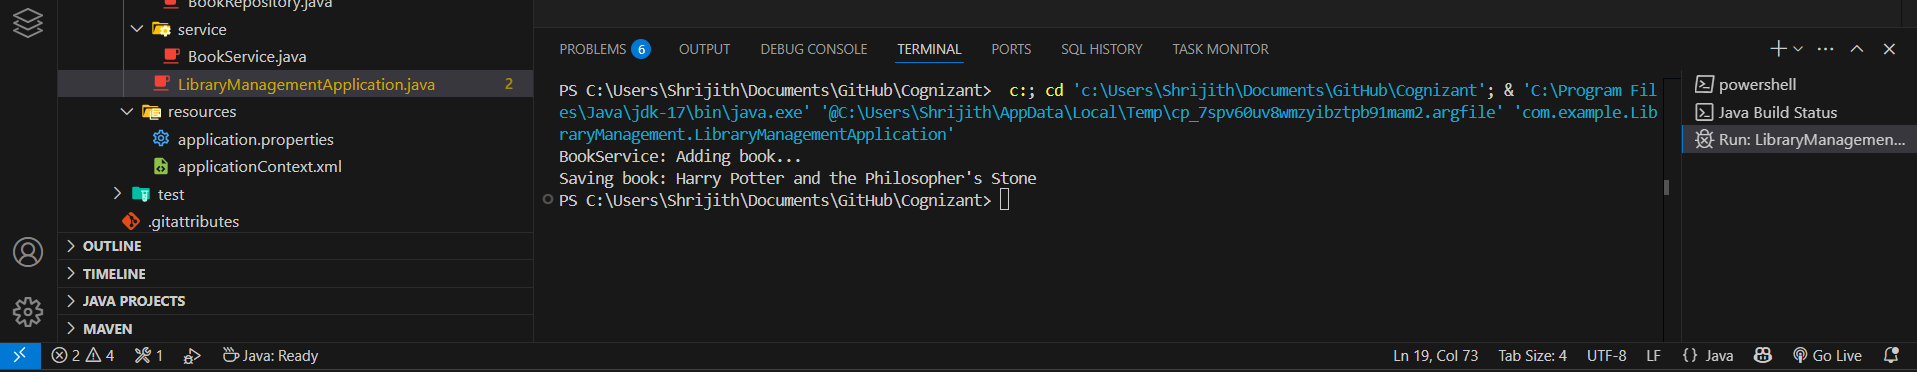 BookRepository.java
service
BookService.java
LibraryManagementApplication.java 2
resources
application.properties
applicationContext.xml
test
.gitattributes
OUTLINE
TIMELINE
JAVA PROJECTS
MAVEN
PROBLEMS 6 OUTPUT DEBUG CONSOLE TERMINAL PORTS SQL HISTORY TASK MONITOR
PS C:\Users\Shrijith\Documents\GitHub\Cognizant>  c:; cd 'c:\Users\Shrijith\Documents\GitHub\Cognizant'; & 'C:\Program Fil
es\Java\jdk-17\bin\java.exe' '@C:\Users\Shrijith\AppData\Local\Temp\cp_7spv60uv8wmzyibztpb91mam2.argfile' 'com.example.Lib
raryManagement.LibraryManagementApplication'
BookService: Adding book...
Saving book: Harry Potter and the Philosopher's Stone
PS C:\Users\Shrijith\Documents\GitHub\Cognizant>
powershell
Java Build Status
Run: LibraryManagemen...
2 4 1 Java: Ready Ln 19, Col 73 Tab Size: 4 UTF-8 LF {} Java Go Live